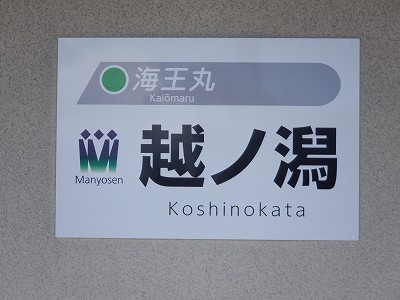 海王丸
Kaiōmaru
越ノ潟
Manyosen
Koshinokata